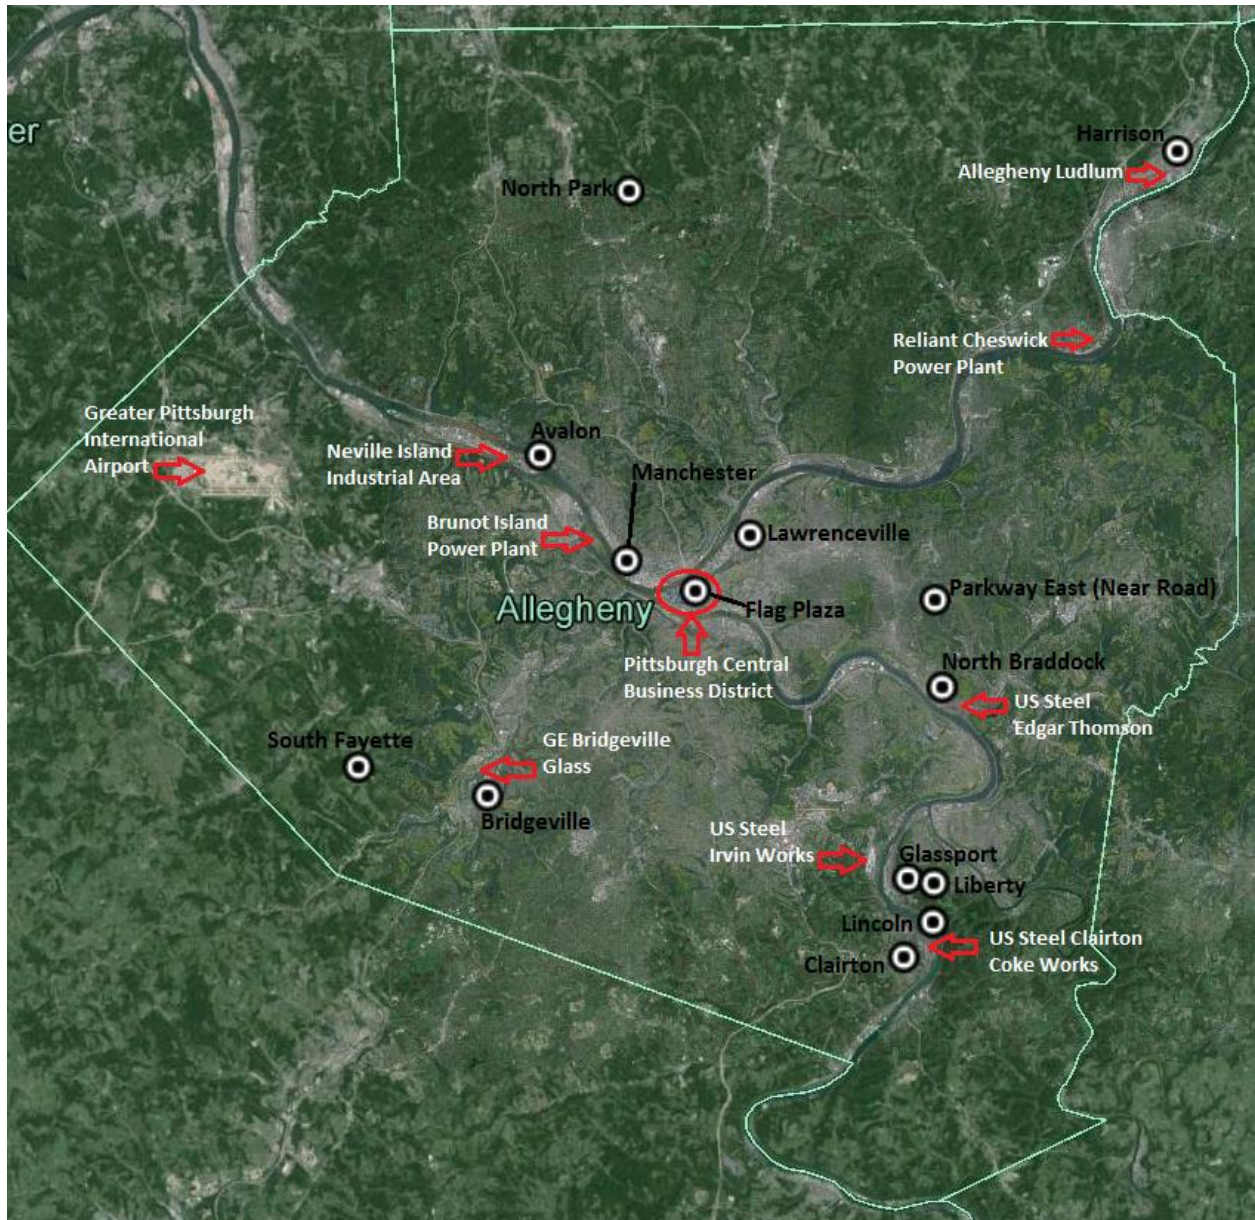 er
Harrison
Allegheny Ludlum
North Park
Reliant Cheswick
Power Plant
Greater Pittsburgh
International
Airport
Avalon
Neville Island
Industrial Area
Manchester
Brunot Island
Power Plant
Lawrenceville
Parkway East (Near Road)
Allegheny
Flag Plaza
Pittsburgh Central
Business District
North Braddock
US Steel
Edgar Thomson
South Fayette
GE Bridgeville
Glass
Bridgeville
US Steel
Irvin Works
Glassport
Liberty
Lincoln
US Steel Clairton
Coke Works
Clairton